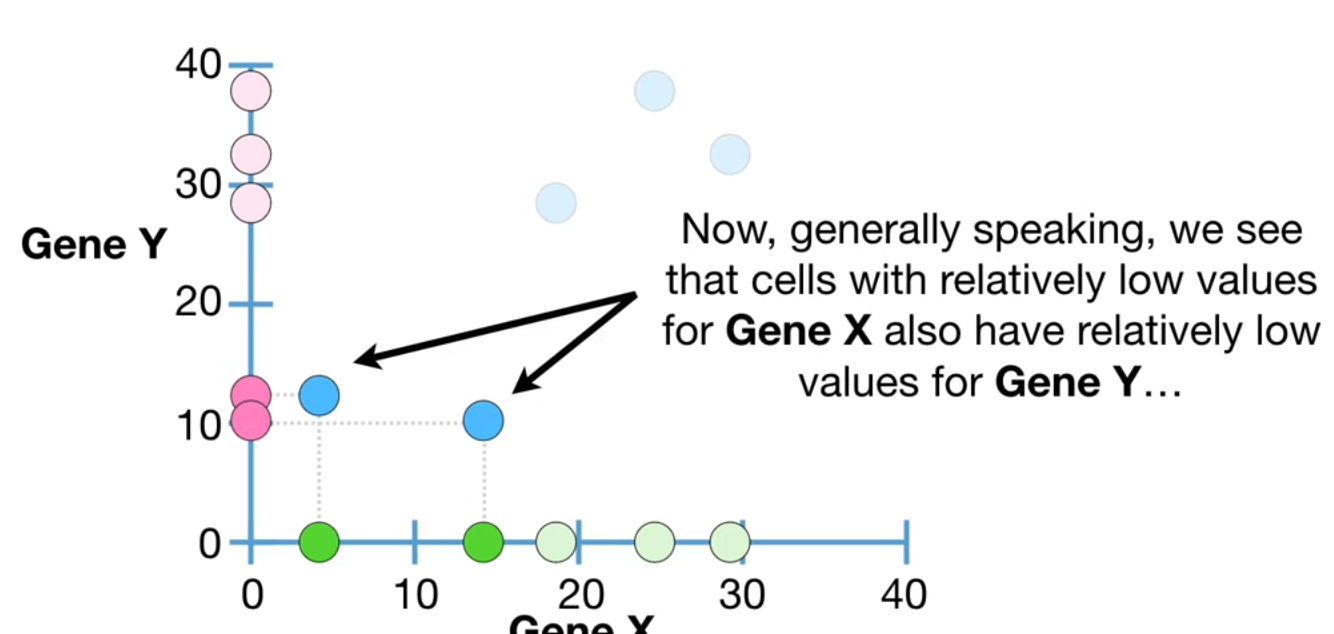 40
30
Gene Y
20
10
0
0 10 20 30 40
Gene X
Now, generally speaking, we see
that cells with relatively low values
for Gene X also have relatively low
values for Gene Y…